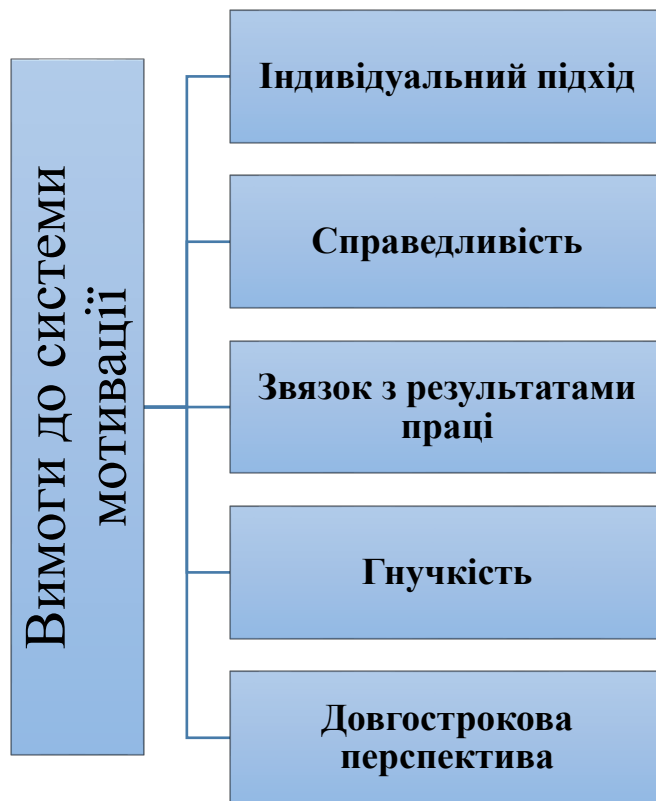 Вимоги до системи
мотивації
Індивідуальний підхід
Справедливість
Звязок з результатами
праці
Гнучкість
Довгострокова
перспектива